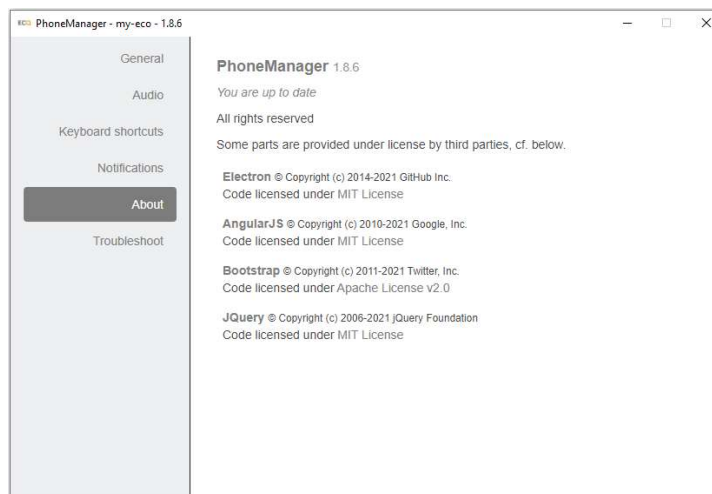 ECO PhoneManager - my-eco - 1.8.6
General
Audio
Keyboard shortcuts
Notifications
About
Troubleshoot
PhoneManager 1.8.6
You are up to date
All rights reserved
Some parts are provided under license by third parties, cf. below.
Electron © Copyright (c) 2014-2021 GitHub Inc.
Code licensed under MIT License
AngularJS © Copyright (c) 2010-2021 Google, Inc.
Code licensed under MIT License
Bootstrap © Copyright (c) 2011-2021 Twitter, Inc.
Code licensed under Apache License v2.0
JQuery © Copyright (c) 2006-2021 jQuery Foundation
Code licensed under MIT License